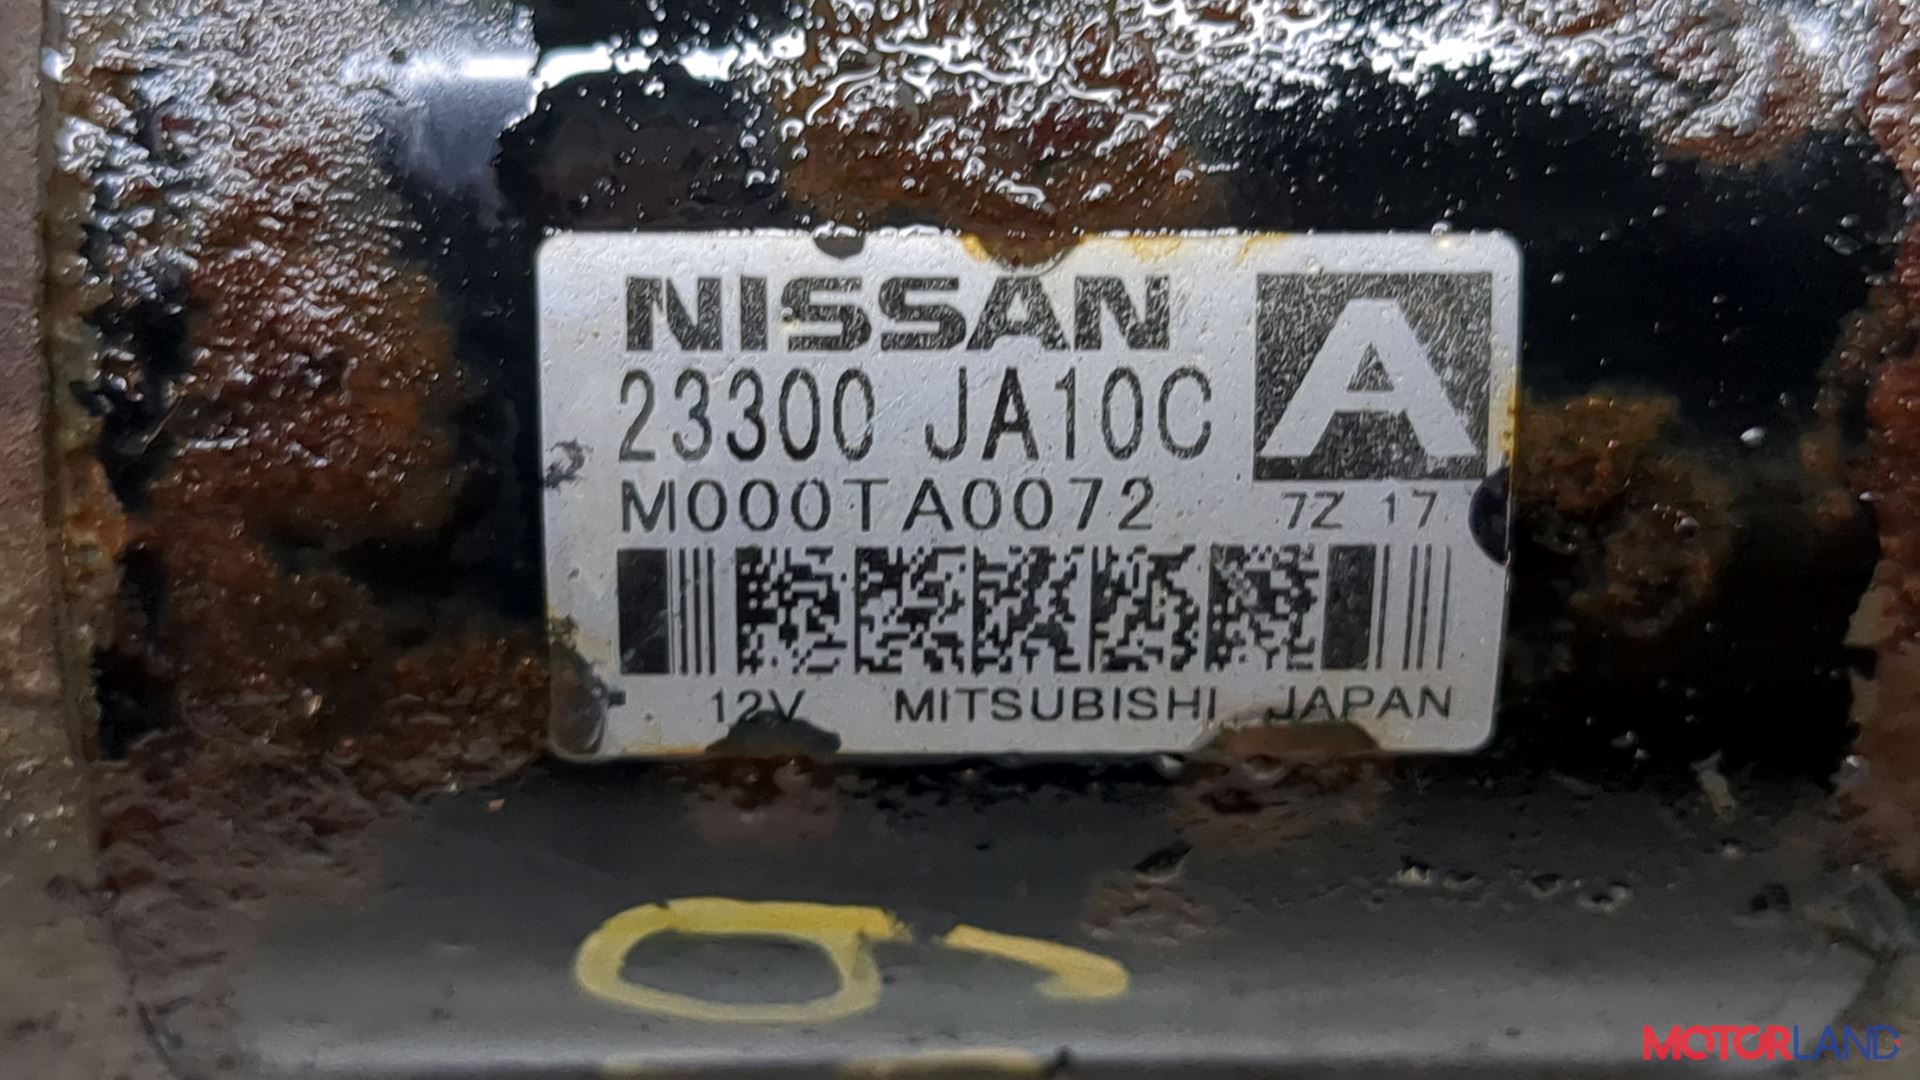 NISSAN
A
23300 JA10C
M000TA0072
7Z 17
12V MITSUBISHI JAPAN
MOTORLAND